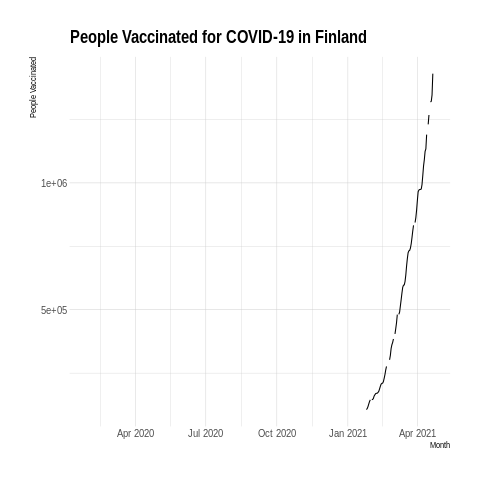 People Vaccinated for COVID-19 in Finland
People Vaccinated
1e+06
5e+05
Apr 2020 Jul 2020 Oct 2020 Jan 2021 Apr 2021
Month